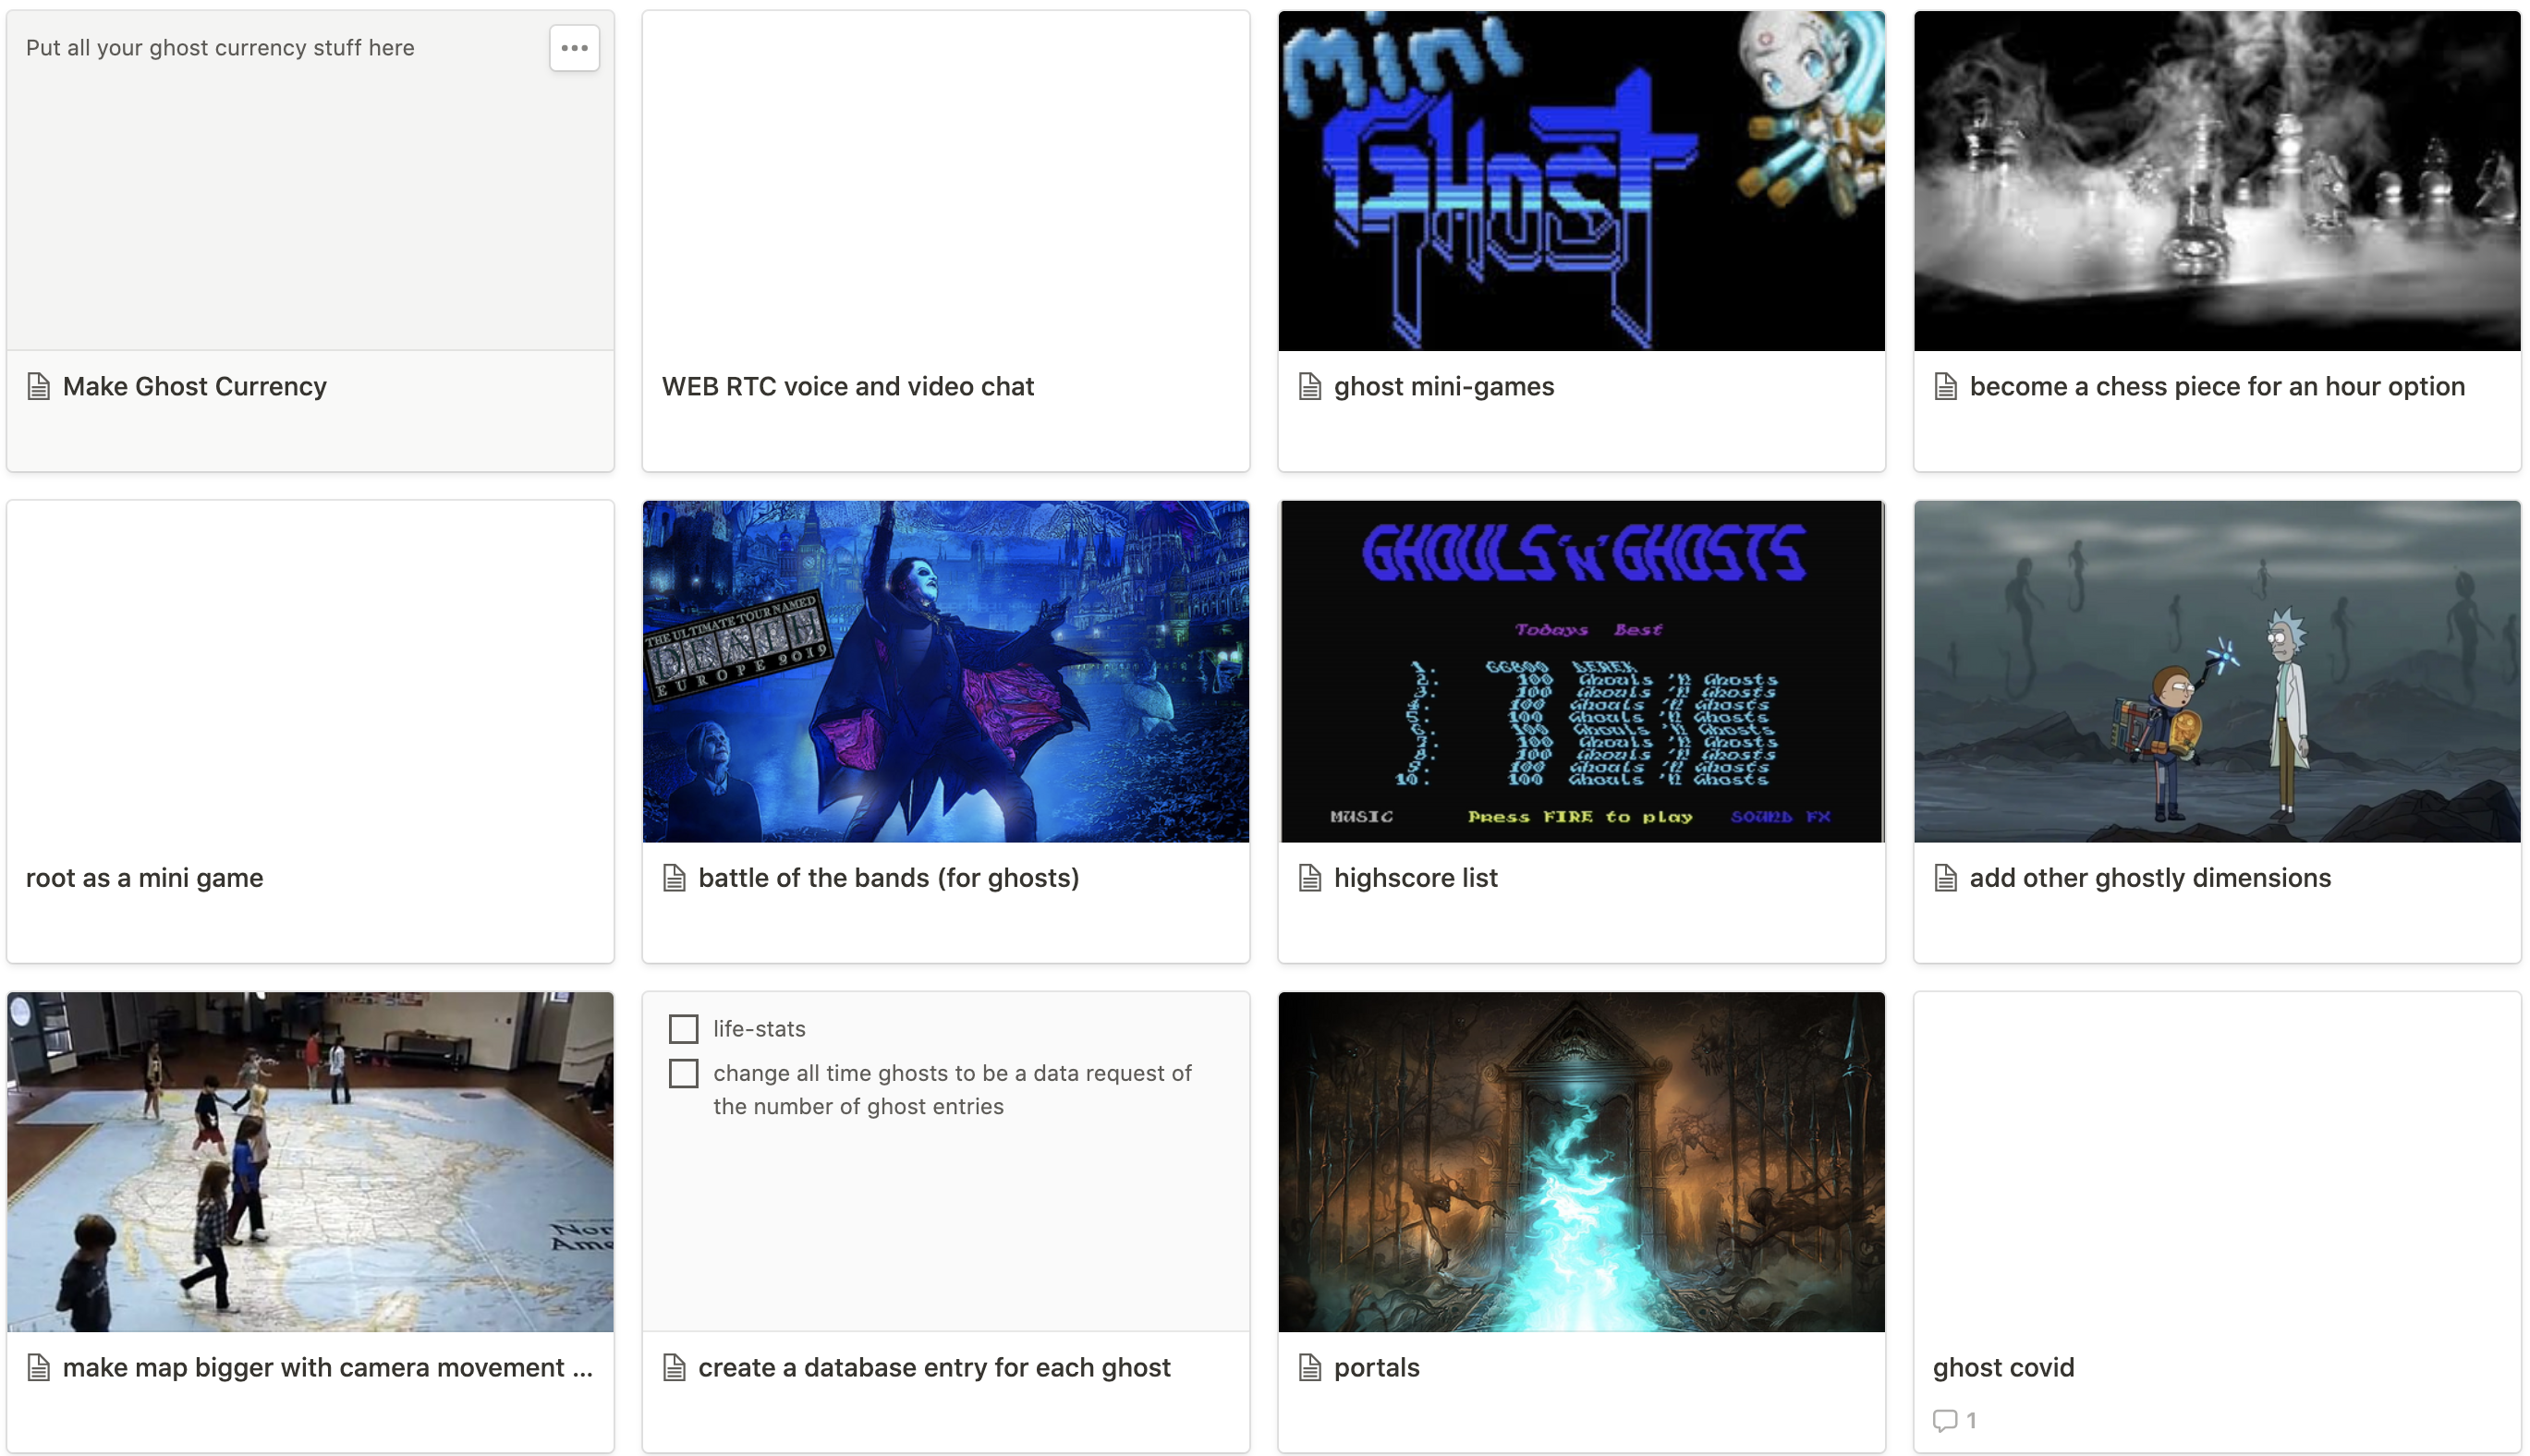 Put all your ghost currency stuff here
Make Ghost Currency
WEB RTC voice and video chat
mini
GHOST
ghost mini-games
become a chess piece for an hour option
root as a mini game
THE ULTIMATE TOUR NAMED
DEATH
EUROPE 2019
battle of the bands (for ghosts)
GHOULS 'N' GHOSTS
Todays Best
1. 66800 DEREK
2. 100 Ghouls 'n Ghosts
3. 100 Ghouls 'n Ghosts
4. 100 Ghouls 'n Ghosts
5. 100 Ghouls 'n Ghosts
6. 100 Ghouls 'n Ghosts
7. 100 Ghouls 'n Ghosts
8. 100 Ghouls 'n Ghosts
9. 100 Ghouls 'n Ghosts
10. 100 Ghouls 'n Ghosts
MUSIC Press FIRE to play SOUND FX
highscore list
add other ghostly dimensions
Nor
Ame
make map bigger with camera movement ...
life-stats
change all time ghosts to be a data request of
the number of ghost entries
create a database entry for each ghost
portals
ghost covid
1